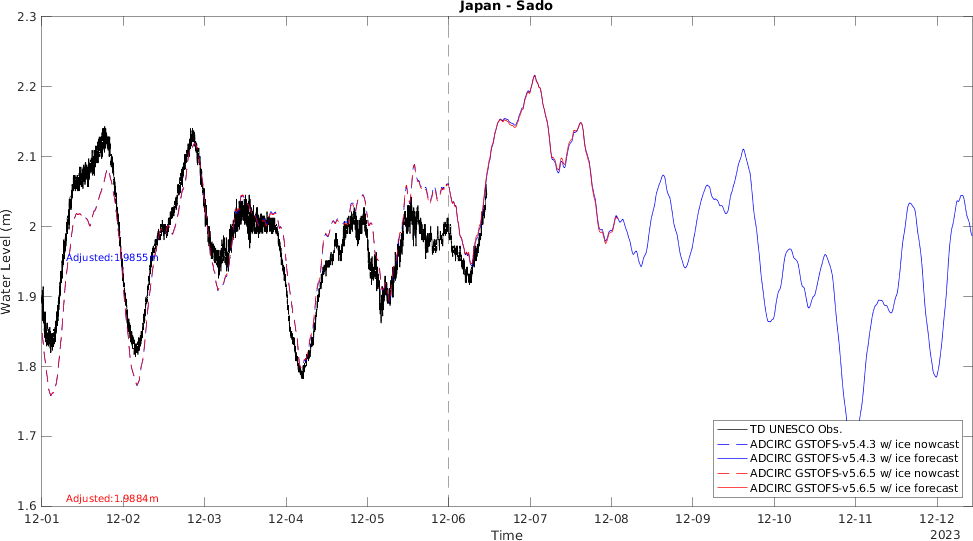 Japan - Sado
2.3
2.2
2.1
2
1.9
1.8
1.7
1.6
Water Level (m)
Adjusted:1.9855m
Adjusted:1.9884m
TD UNESCO Obs.
ADCIRC GSTOFS-v5.4.3 w/ ice nowcast
ADCIRC GSTOFS-v5.4.3 w/ ice forecast
ADCIRC GSTOFS-v5.6.5 w/ ice nowcast
ADCIRC GSTOFS-v5.6.5 w/ ice forecast
12-01 12-02 12-03 12-04 12-05 12-06 12-07 12-08 12-09 12-10 12-11 12-12
2023
Time